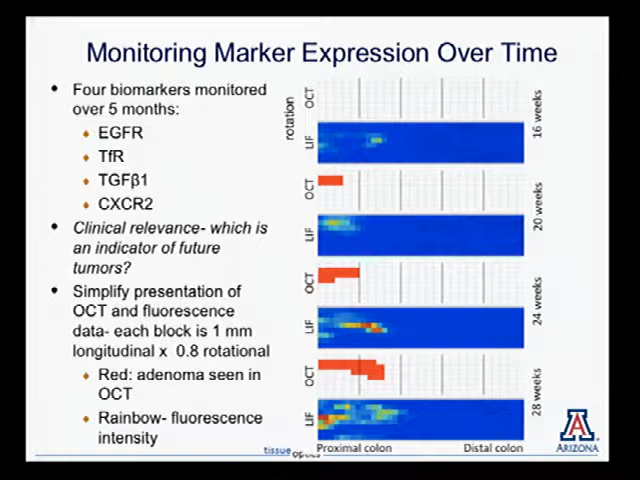 Monitoring Marker Expression Over Time
• Four biomarkers monitored
over 5 months:
♦ EGFR
♦ TfR
♦ TGFβ1
♦ CXCR2
• Clinical relevance- which is
an indicator of future
tumors?
• Simplify presentation of
OCT and fluorescence
data- each block is 1 mm
longitudinal x 0.8 rotational
♦ Red: adenoma seen in
OCT
♦ Rainbow- fluorescence
intensity
rotation
OCT
LIF
16 weeks
OCT
LIF
20 weeks
OCT
LIF
24 weeks
OCT
LIF
28 weeks
Proximal colon
Distal colon
tissue
optics
A
ARIZONA